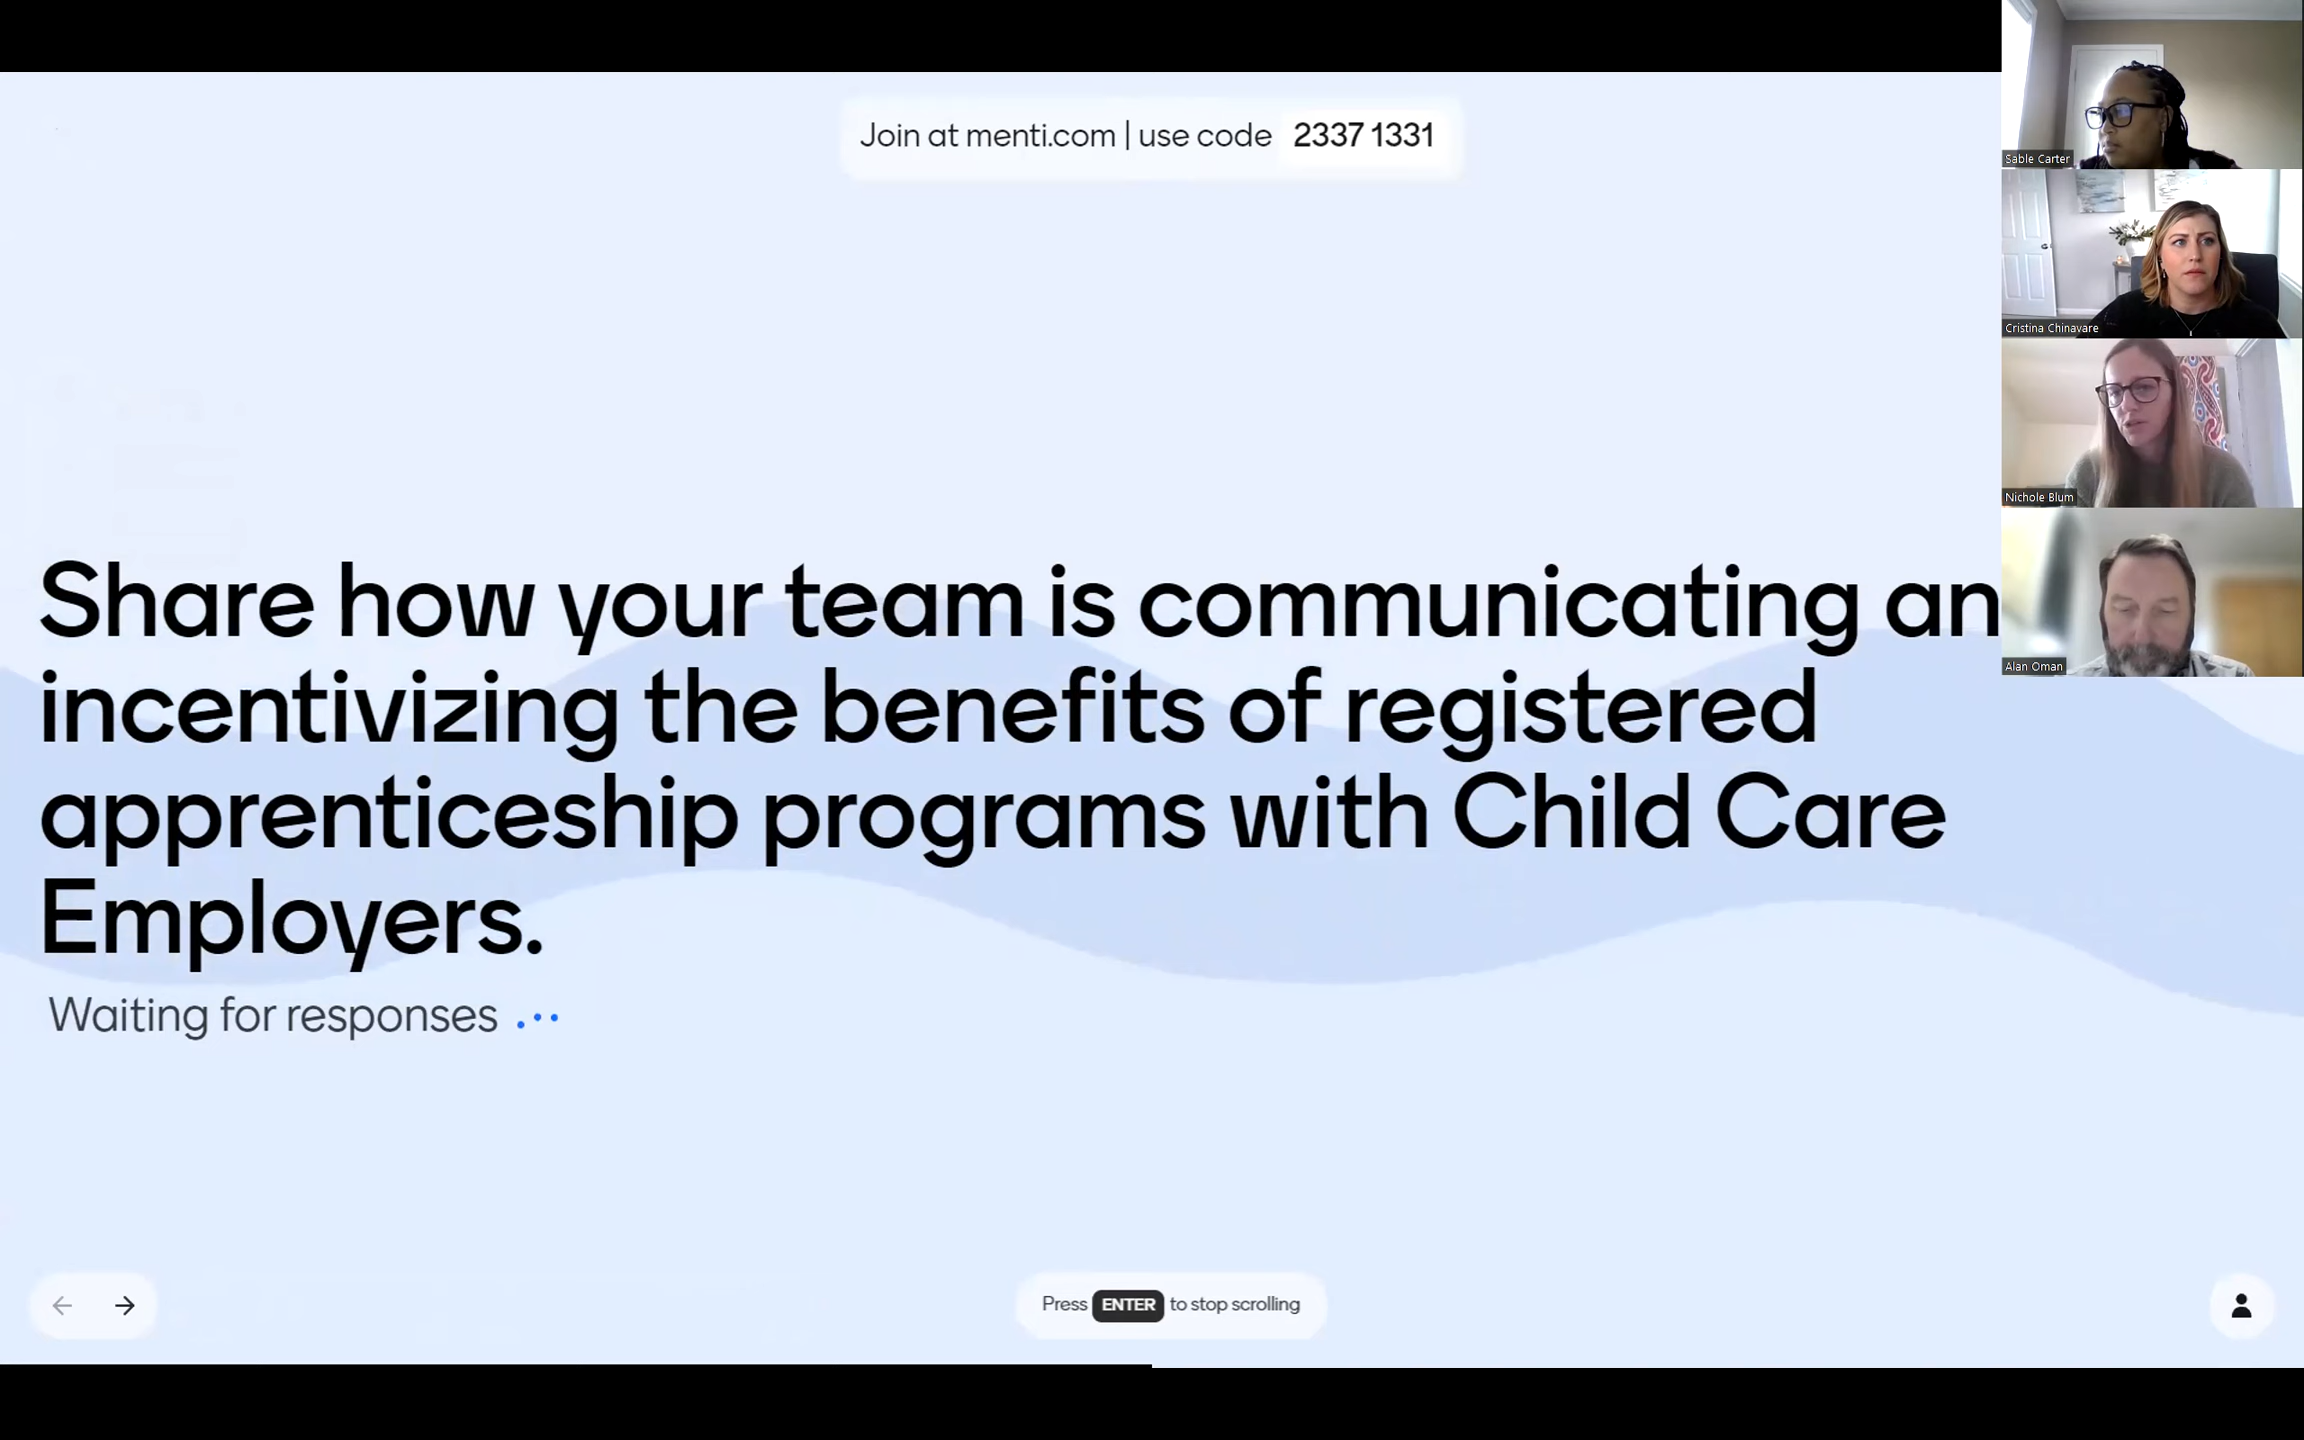 Join at menti.com | use code 2337 1331
Sable Carter
Cristina Chinavare
Nichole Blum
Alan Oman
Share how your team is communicating an
incentivizing the benefits of registered
apprenticeship programs with Child Care
Employers.
Waiting for responses
Press ENTER to stop scrolling